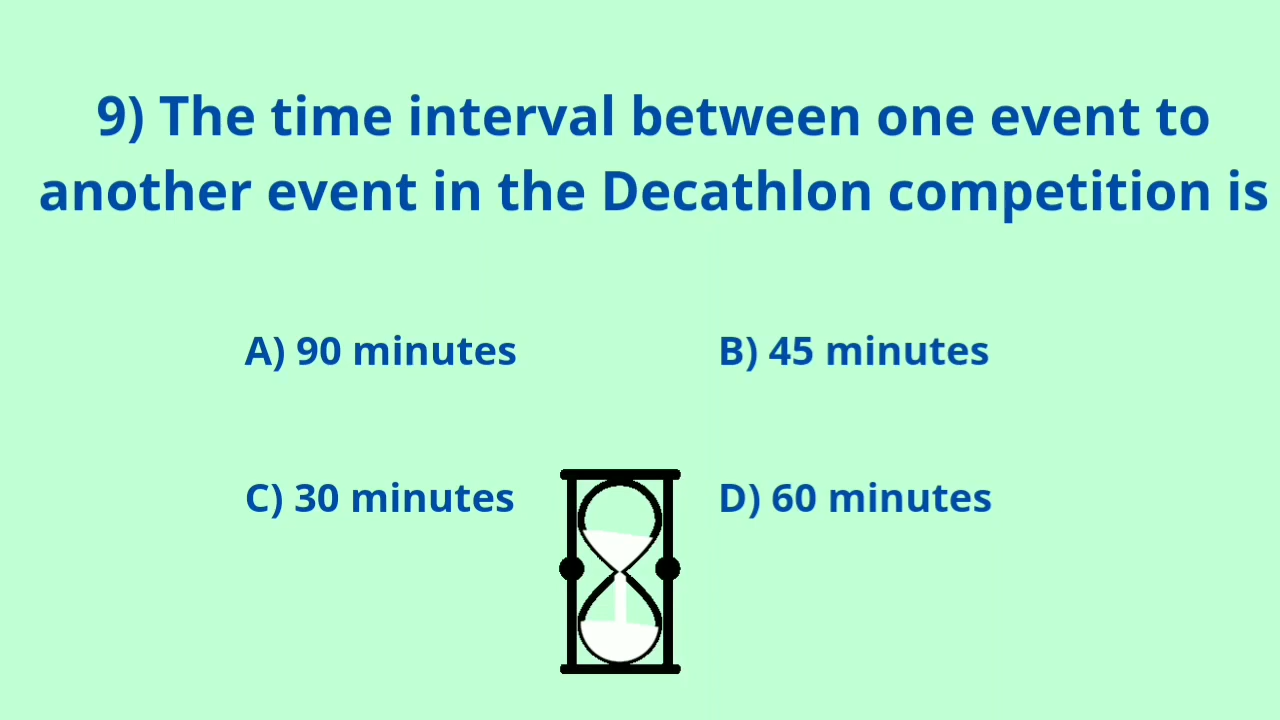 9) The time interval between one event to
another event in the Decathlon competition is
A) 90 minutes
B) 45 minutes
C) 30 minutes
D) 60 minutes